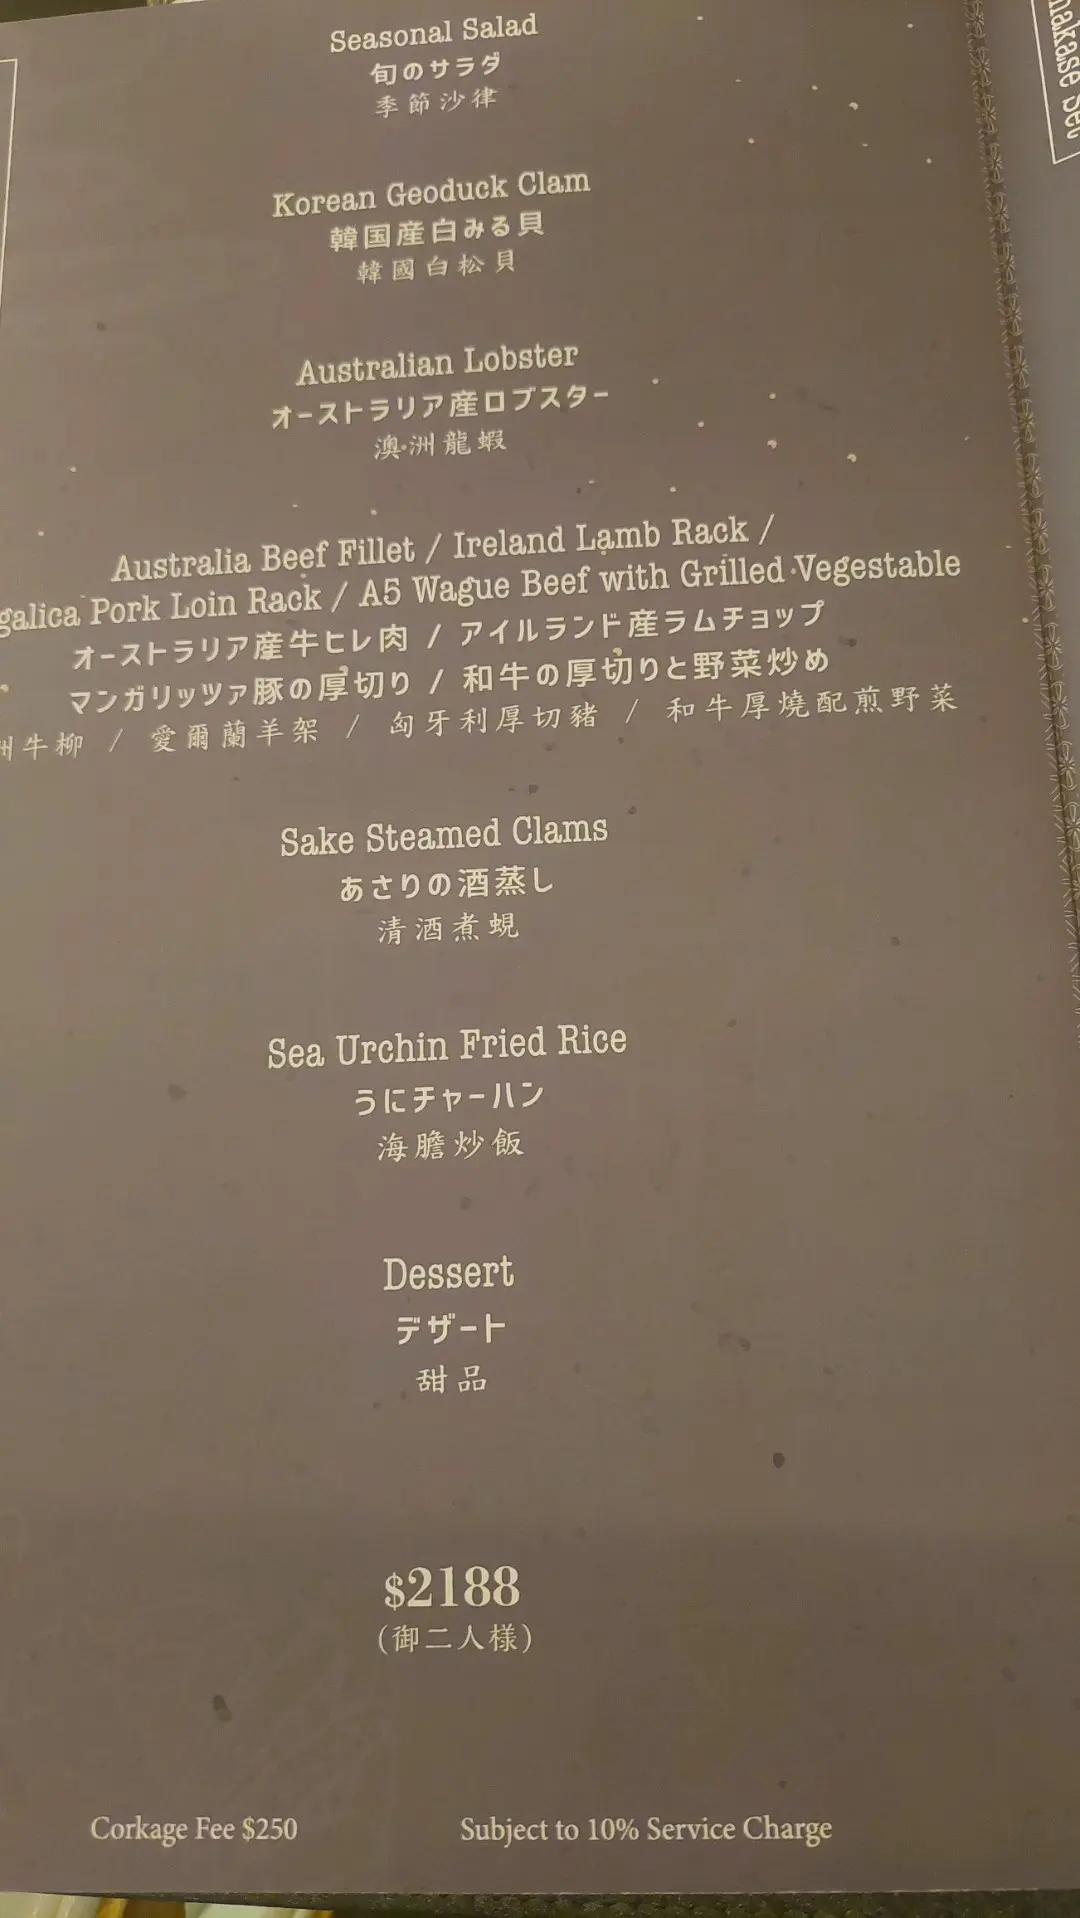 Seasonal Salad
旬のサラダ
季節沙律
Korean Geoduck Clam
韓国産白みる貝
韓國白松貝
Australian Lobster
オーストラリア産ロブスター
澳洲龍蝦
Australia Beef Fillet / Ireland Lamb Rack /
Pork Loin Rack / A5 Wague Beef with Grilled Vegestable
オーストラリア産牛ヒレ肉 / アイルランド産ラムチョップ
マンガリッツァ豚の厚切り / 和牛の厚切りと野菜炒め
洲牛柳 / 愛爾蘭羊架 / 匈牙利厚切豬 / 和牛厚燒配煎野菜
Sake Steamed Clams
あさりの酒蒸し
清酒煮蜆
Sea Urchin Fried Rice
うにチャーハン
海膽炒飯
Dessert
デザート
甜品
$2188
(御二人様)
Corkage Fee $250
Subject to 10% Service Charge
Set